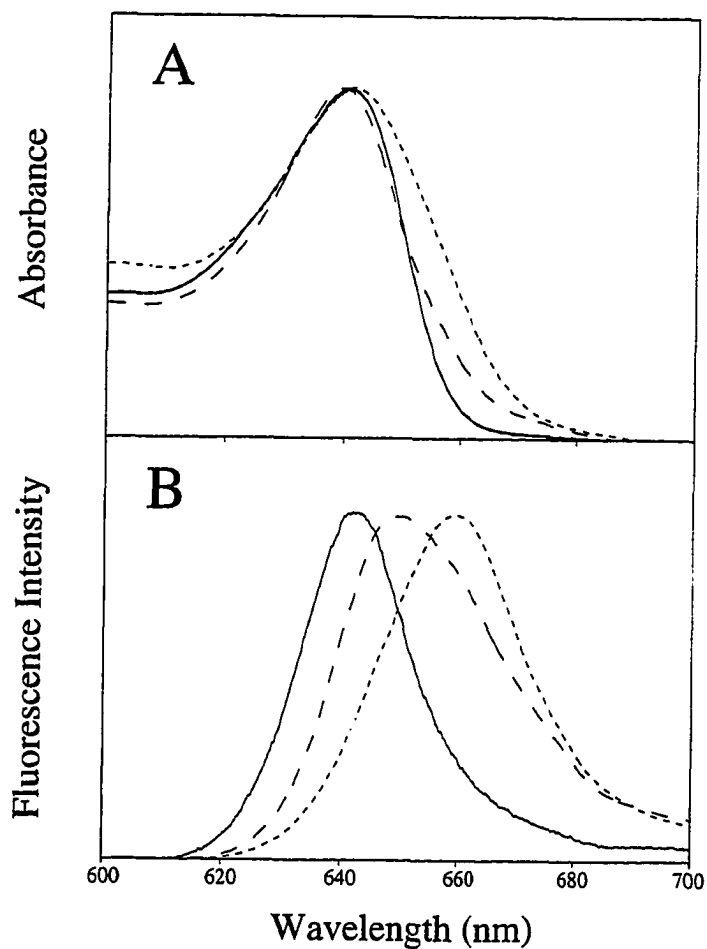 A
Absorbance
B
Fluorescence Intensity
600 620 640 660 680 700
Wavelength (nm)